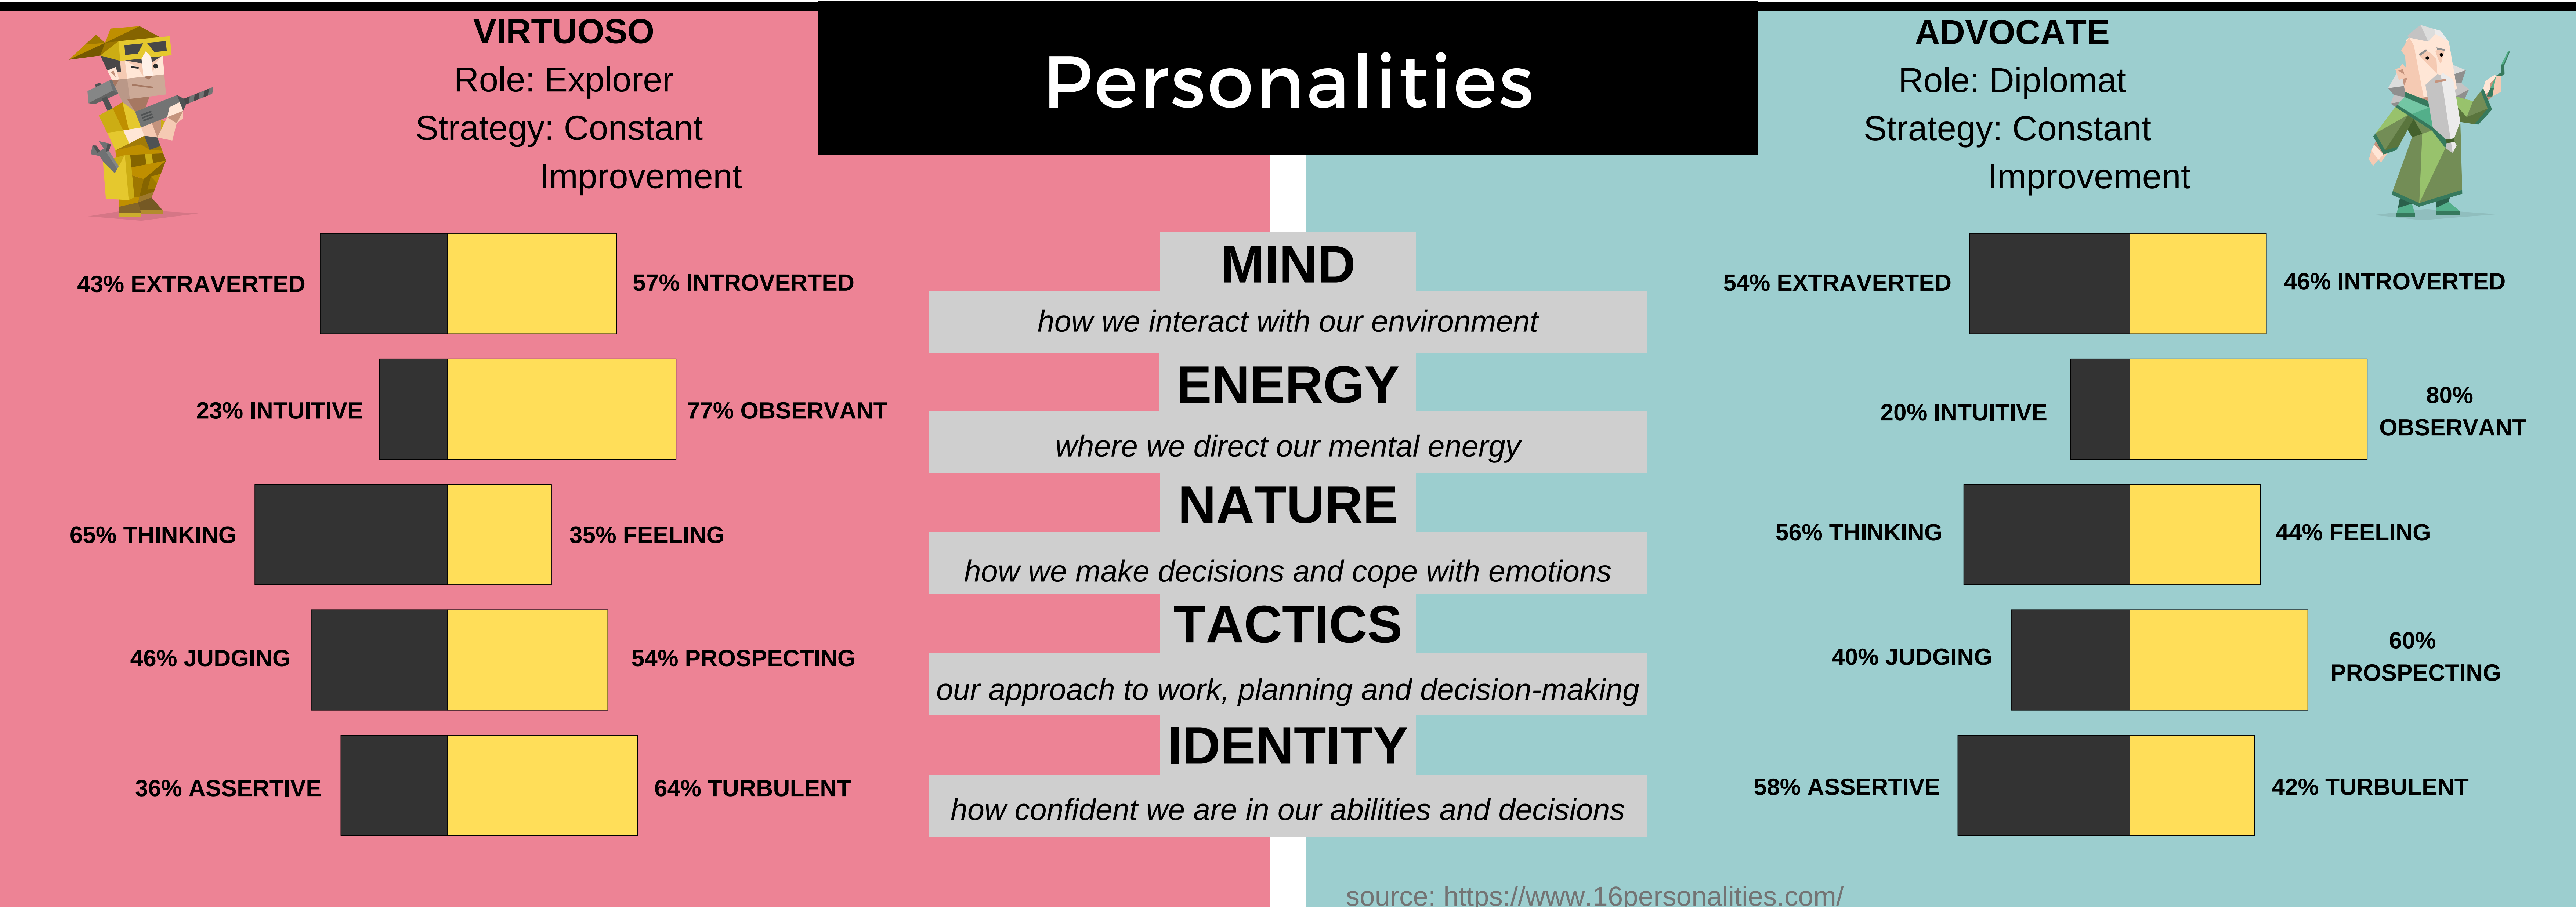 Personalities
VIRTUOSO
Role: Explorer
Strategy: Constant
Improvement
43% EXTRAVERTED
57% INTROVERTED
23% INTUITIVE
77% OBSERVANT
65% THINKING
35% FEELING
46% JUDGING
54% PROSPECTING
36% ASSERTIVE
64% TURBULENT
MIND
how we interact with our environment
ENERGY
where we direct our mental energy
NATURE
how we make decisions and cope with emotions
TACTICS
our approach to work, planning and decision-making
IDENTITY
how confident we are in our abilities and decisions
ADVOCATE
Role: Diplomat
Strategy: Constant
Improvement
54% EXTRAVERTED
46% INTROVERTED
20% INTUITIVE
80%
OBSERVANT
56% THINKING
44% FEELING
40% JUDGING
60%
PROSPECTING
58% ASSERTIVE
42% TURBULENT
source: https://www.16personalities.com/